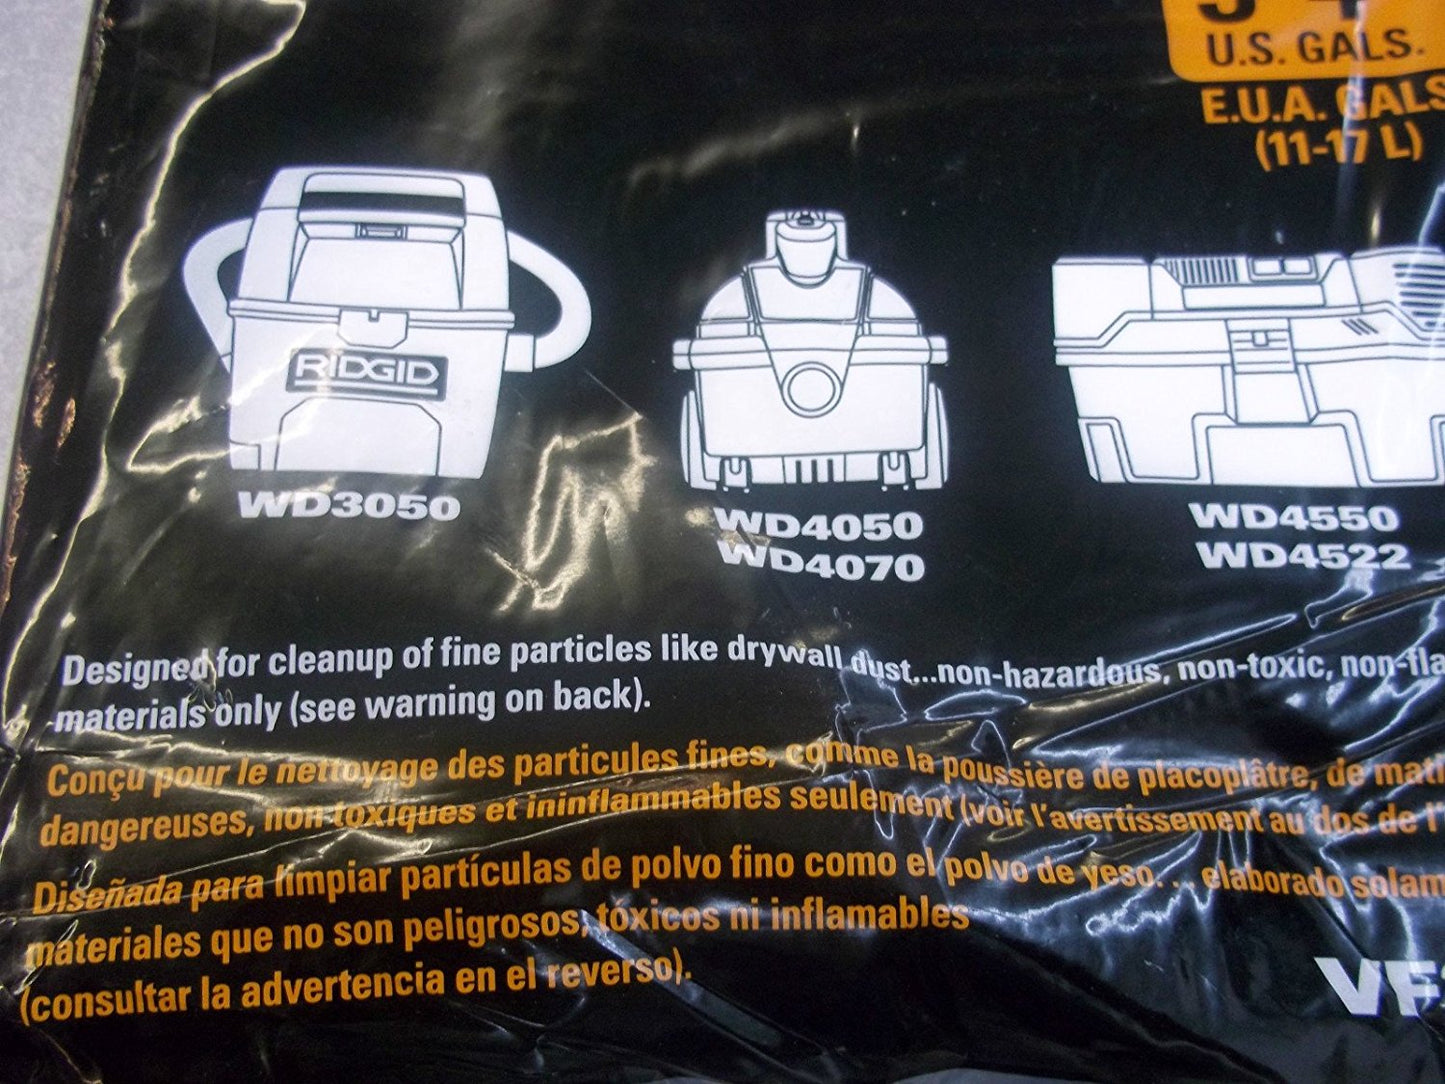 U.S. GALS.
E.U.A. GALS
(11-17 L)
RIDGID
WD3050
WD4050
WD4070
WD4550
WD4522
Designed for cleanup of fine particles like drywall dust...non-hazardous, non-toxic, non-fla
materials only (see warning on back).
Conçu pour le nettoyage des particules fines, comme la poussière de placoplâtre, de mati
dangereuses, non-toxiques et ininflammables seulement (voir l'avertissement au dos de l'
Diseñada para limpiar partículas de polvo fino como el polvo de yeso. . . elaborado solam
materiales que no son peligrosos, tóxicos ni inflamables
(consultar la advertencia en el reverso).
VF